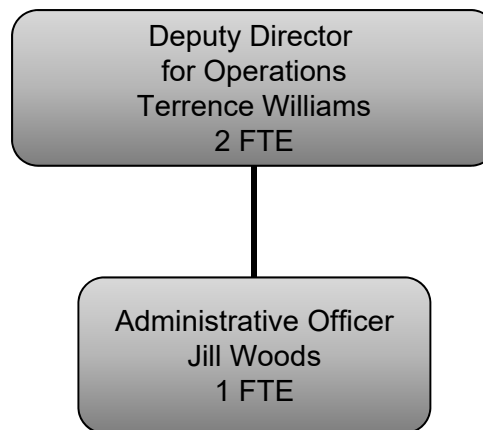 Deputy Director
for Operations
Terrence Williams
2 FTE
Administrative Officer
Jill Woods
1 FTE